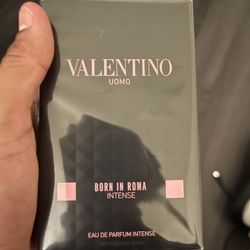 VALENTINO
UOMO
BORN IN ROMA
INTENSE
EAU DE PARFUM INTENSE